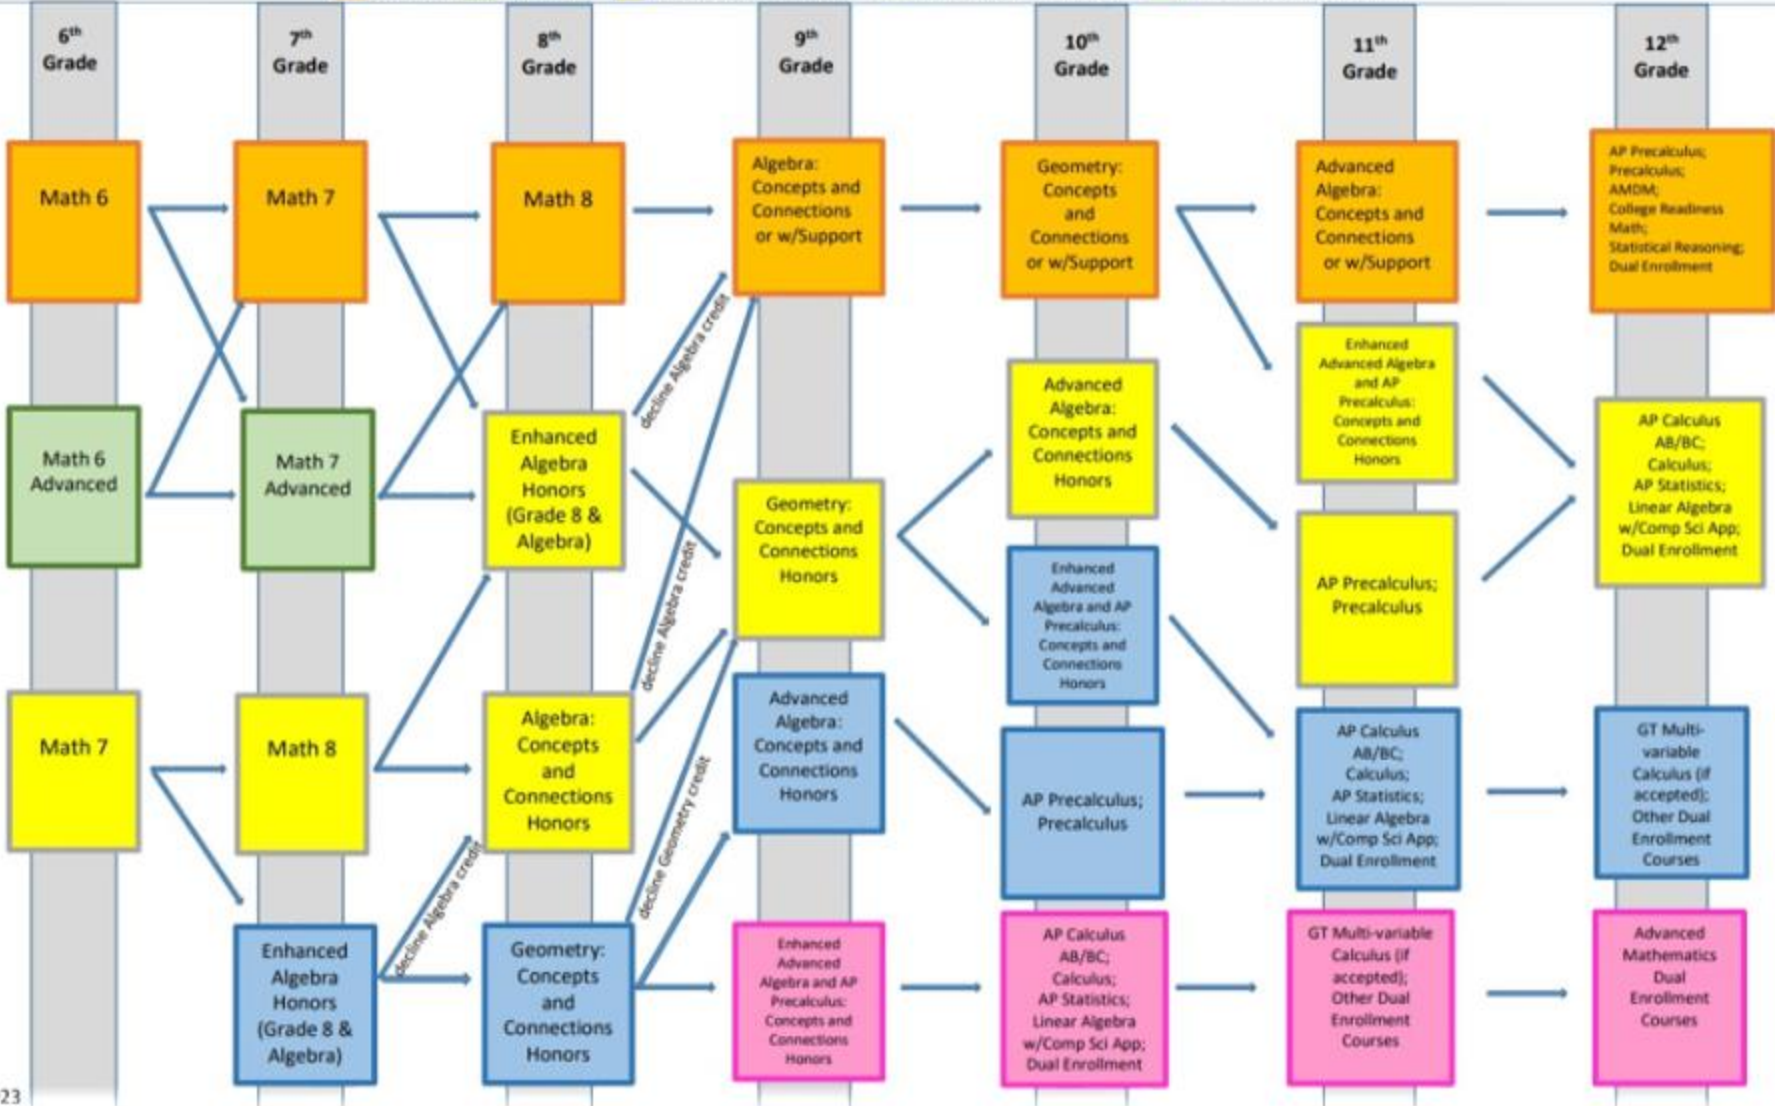 6th
Grade
7th
Grade
8th
Grade
9th
Grade
10th
Grade
11th
Grade
12th
Grade
Math 6
Math 7
Math 8
Algebra:
Concepts and
Connections
or w/Support
Geometry:
Concepts
and
Connections
or w/Support
Advanced
Algebra:
Concepts and
Connections
or w/Support
AP Precalculus;
Precalculus;
AMDM;
College Readiness
Math;
Statistical Reasoning;
Dual Enrollment
Math 6
Advanced
Math 7
Advanced
Enhanced
Algebra
Honors
(Grade 8 &
Algebra)
decline Algebra credit
Geometry:
Concepts and
Connections
Honors
Advanced
Algebra:
Concepts and
Connections
Honors
Enhanced
Advanced Algebra
and AP
Precalculus:
Concepts and
Connections
Honors
AP Calculus
AB/BC;
Calculus;
AP Statistics;
Linear Algebra
w/Comp Sci App;
Dual Enrollment
Enhanced
Advanced
Algebra and AP
Precalculus:
Concepts and
Connections
Honors
AP Precalculus;
Precalculus
Math 7
Math 8
Algebra:
Concepts
and
Connections
Honors
decline Algebra credit
Advanced
Algebra:
Concepts and
Connections
Honors
AP Precalculus;
Precalculus
AP Calculus
AB/BC;
Calculus;
AP Statistics;
Linear Algebra
w/Comp Sci App;
Dual Enrollment
GT Multi-
variable
Calculus (if
accepted);
Other Dual
Enrollment
Courses
Enhanced
Algebra
Honors
(Grade 8 &
Algebra)
decline Algebra credit
Geometry:
Concepts
and
Connections
Honors
decline Geometry credit
Enhanced
Advanced
Algebra and AP
Precalculus:
Concepts and
Connections
Honors
AP Calculus
AB/BC;
Calculus;
AP Statistics;
Linear Algebra
w/Comp Sci App;
Dual Enrollment
GT Multi-variable
Calculus (if
accepted);
Other Dual
Enrollment
Courses
Advanced
Mathematics
Dual
Enrollment
Courses
23